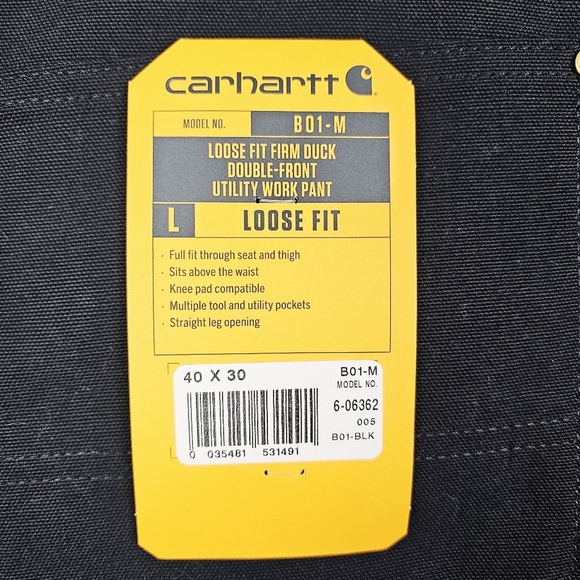 carhartt
MODEL NO. B01-M
LOOSE FIT FIRM DUCK
DOUBLE-FRONT
UTILITY WORK PANT
L LOOSE FIT
· Full fit through seat and thigh
· Sits above the waist
· Knee pad compatible
· Multiple tool and utility pockets
· Straight leg opening
40 X 30 B01-M
MODEL NO.
6-06362
005
B01-BLK
0 035481 531491